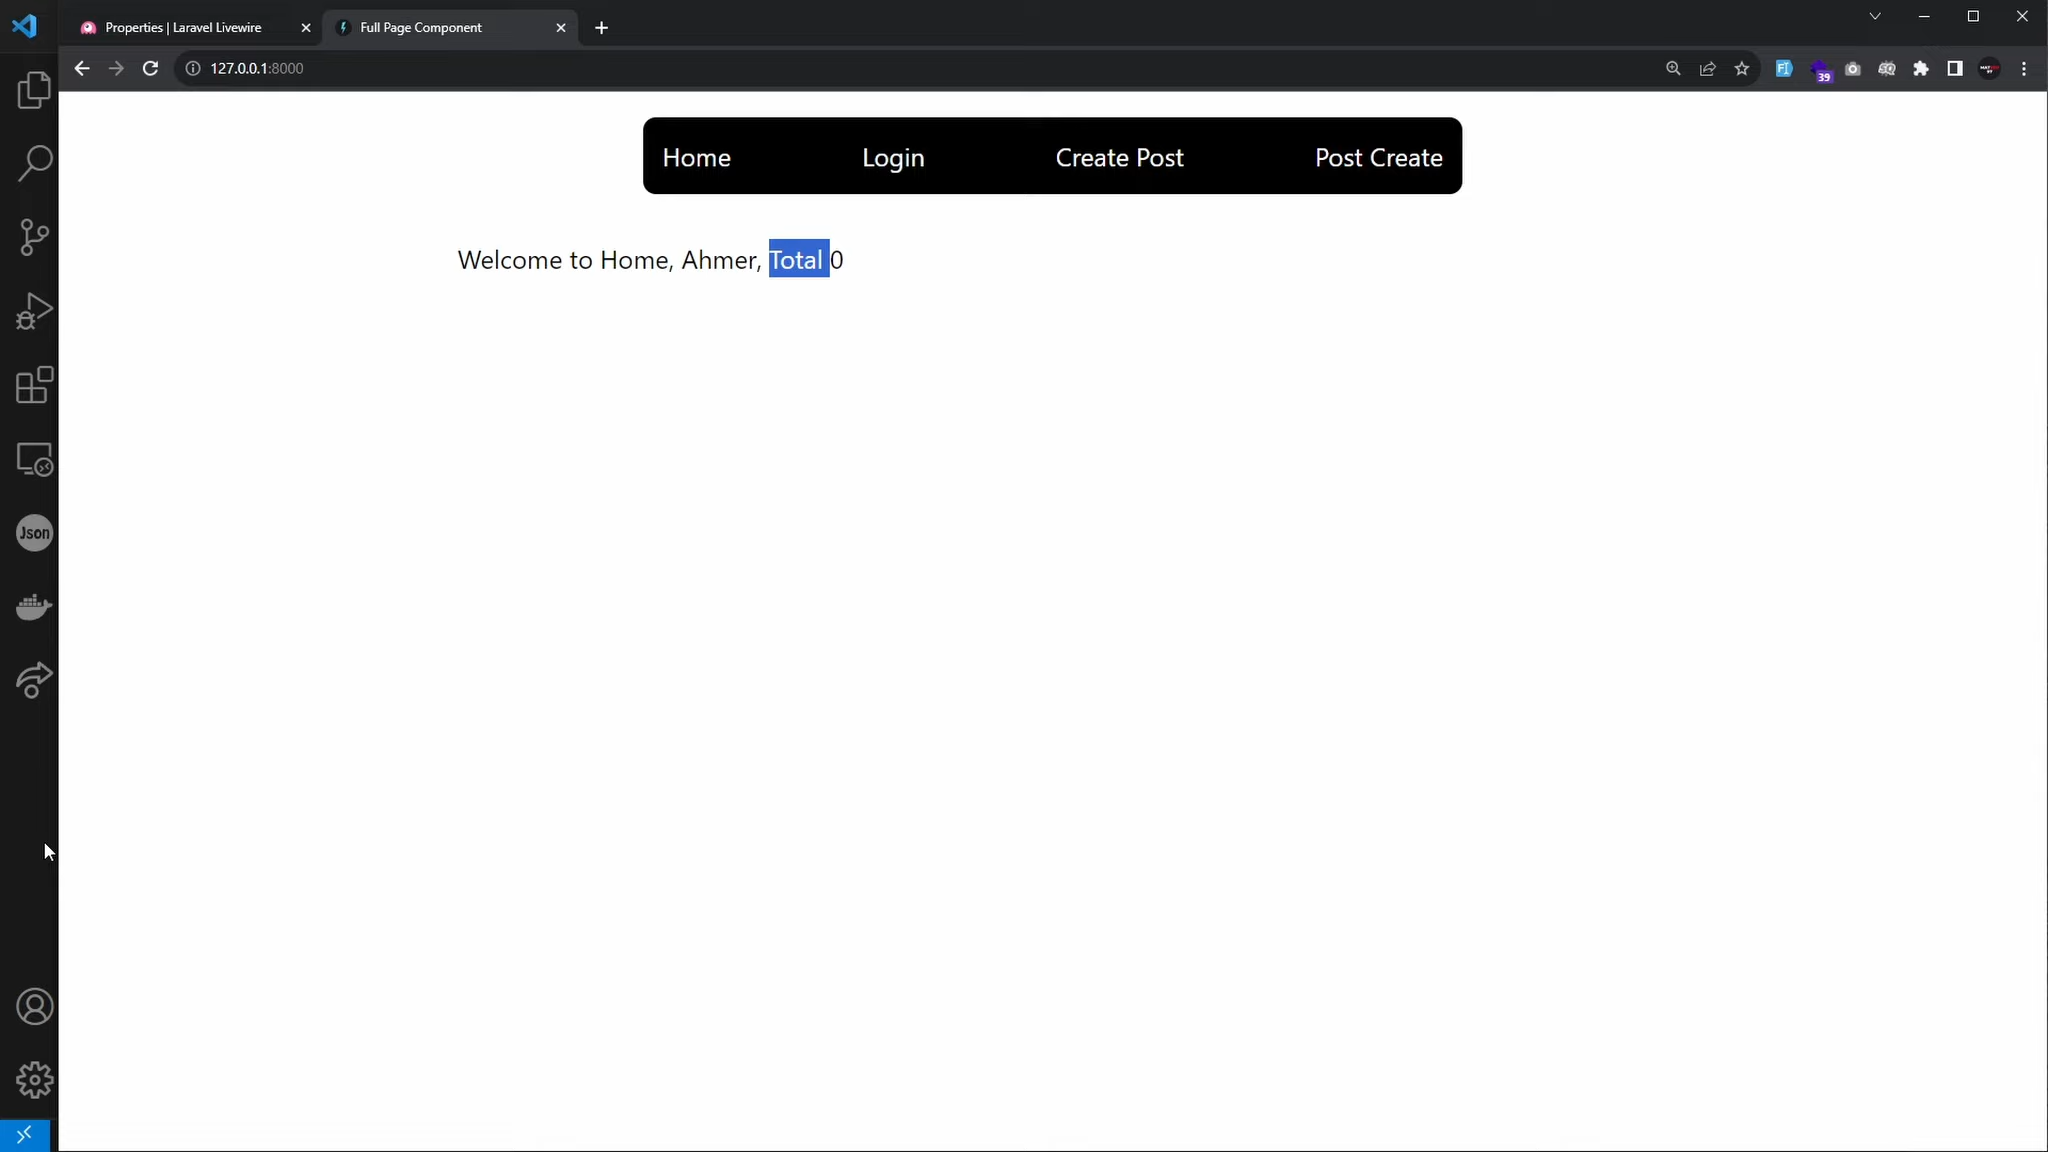 Properties | Laravel Livewire
Full Page Component
127.0.0.1:8000
39
Home Login Create Post Post Create
Welcome to Home, Ahmer, Total 0
Json